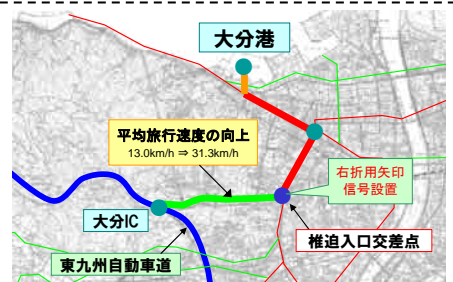 大分港
平均旅行速度の向上
13.0km/h ⇒ 31.3km/h
右折用矢印
信号設置
大分IC
椎迫入口交差点
東九州自動車道